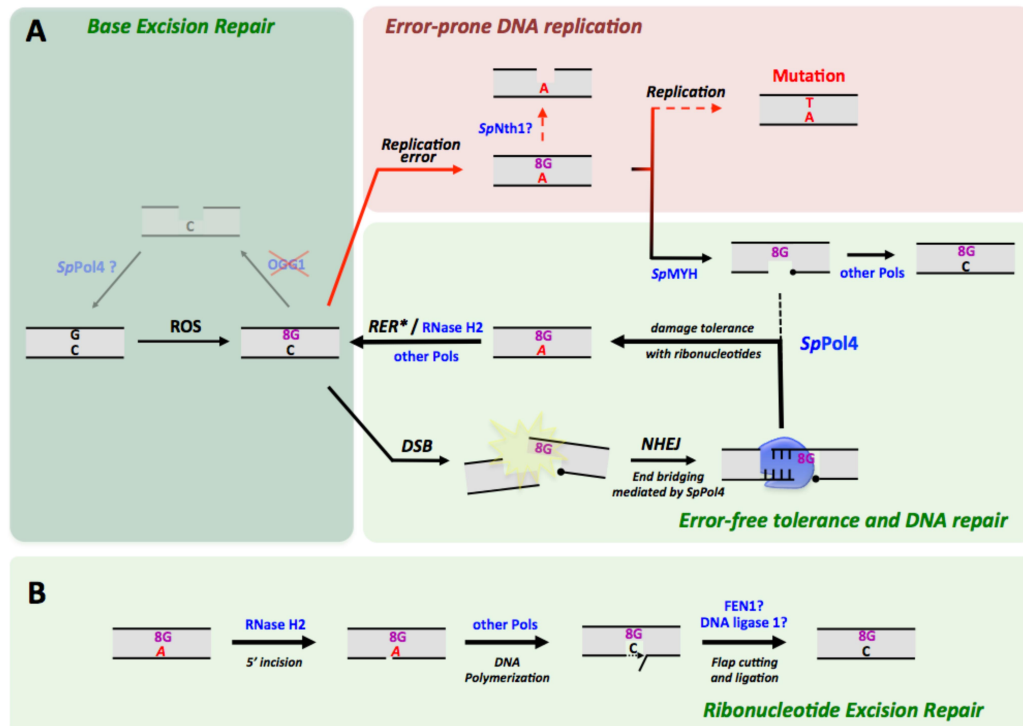 A
Base Excision Repair
Error-prone DNA replication
A
SpNth1?
8G
A
Replication
error
Replication
Mutation
T
A
C
SpPol4 ?
OGG1
G
C
ROS
8G
C
SpMYH
8G
other Pols
8G
C
RER* / RNase H2
other Pols
8G
A
damage tolerance
with ribonucleotides
SpPol4
DSB
8G
NHEJ
End bridging
mediated by SpPol4
8G
Error-free tolerance and DNA repair
B
8G
A
RNase H2
5' incision
8G
A
other Pols
DNA
Polymerization
8G
C
FEN1?
DNA ligase 1?
Flap cutting
and ligation
8G
C
Ribonucleotide Excision Repair